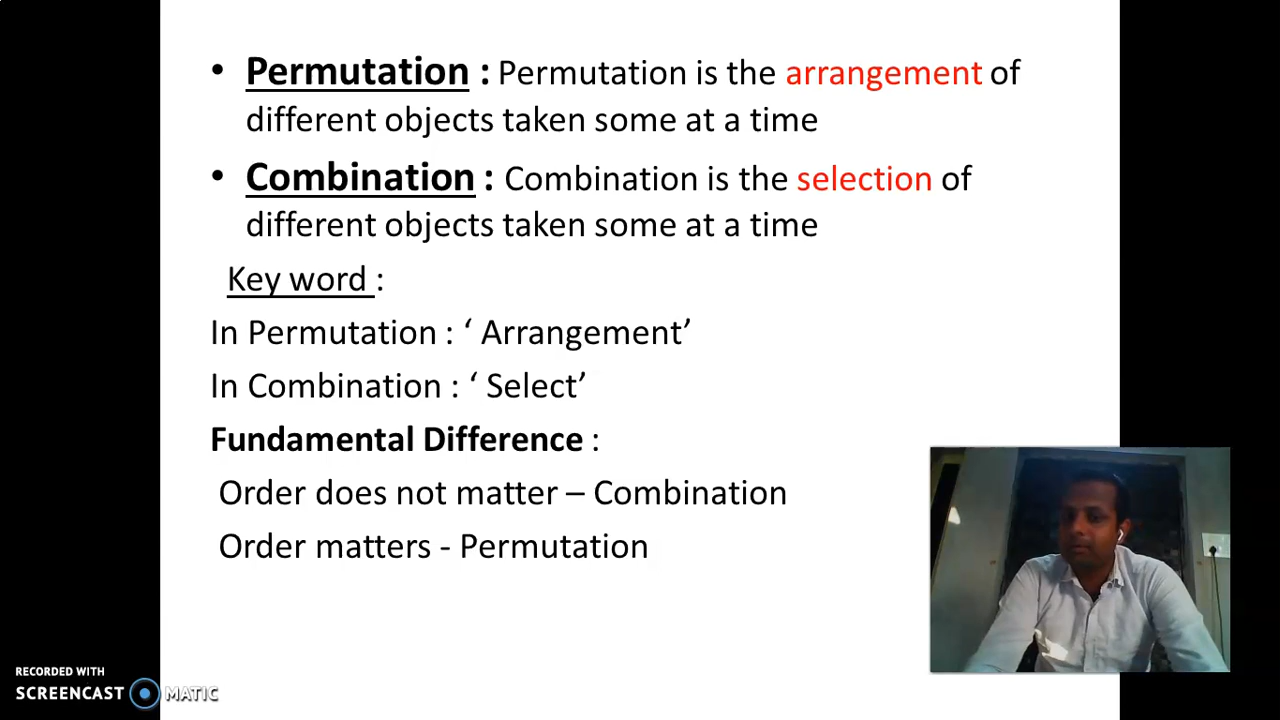 • Permutation : Permutation is the arrangement of
different objects taken some at a time
• Combination : Combination is the selection of
different objects taken some at a time
Key word :
In Permutation : ‘ Arrangement’
In Combination : ‘ Select’
Fundamental Difference :
Order does not matter – Combination
Order matters - Permutation
RECORDED WITH
SCREENCAST MATIC